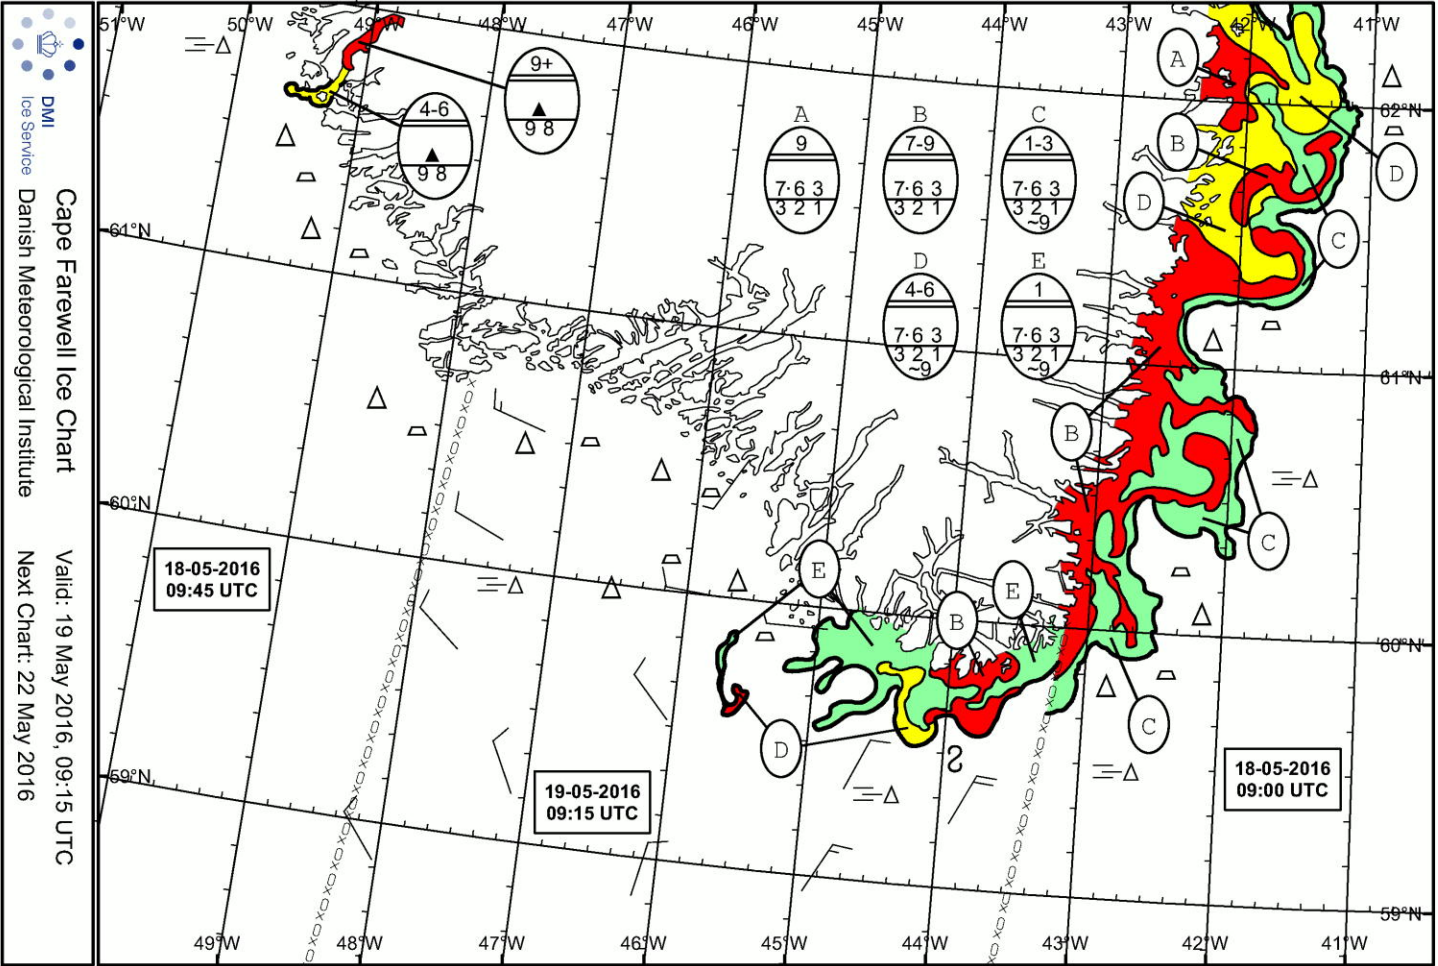 DMI
Ice Service
Cape Farewell Ice Chart
Danish Meteorological Institute
Valid: 19 May 2016, 09:15 UTC
Next Chart: 22 May 2016
51°W
50°W
49°W
48°W
47°W
46°W
45°W
44°W
43°W
42°W
41°W
9+
9 8
4-6
9 8
A
9
7·6 3
3 2 1
B
7-9
7·6 3
3 2 1
C
1-3
7·6 3
3 2 1
~9
D
4-6
7·6 3
3 2 1
~9
E
1
7·6 3
3 2 1
~9
A
B
D
D
C
B
C
E
B
E
D
C
S
62°N
61°N
61°N
60°N
60°N
59°N
59°N
18-05-2016
09:45 UTC
19-05-2016
09:15 UTC
18-05-2016
09:00 UTC
49°W
48°W
47°W
46°W
45°W
44°W
43°W
42°W
41°W